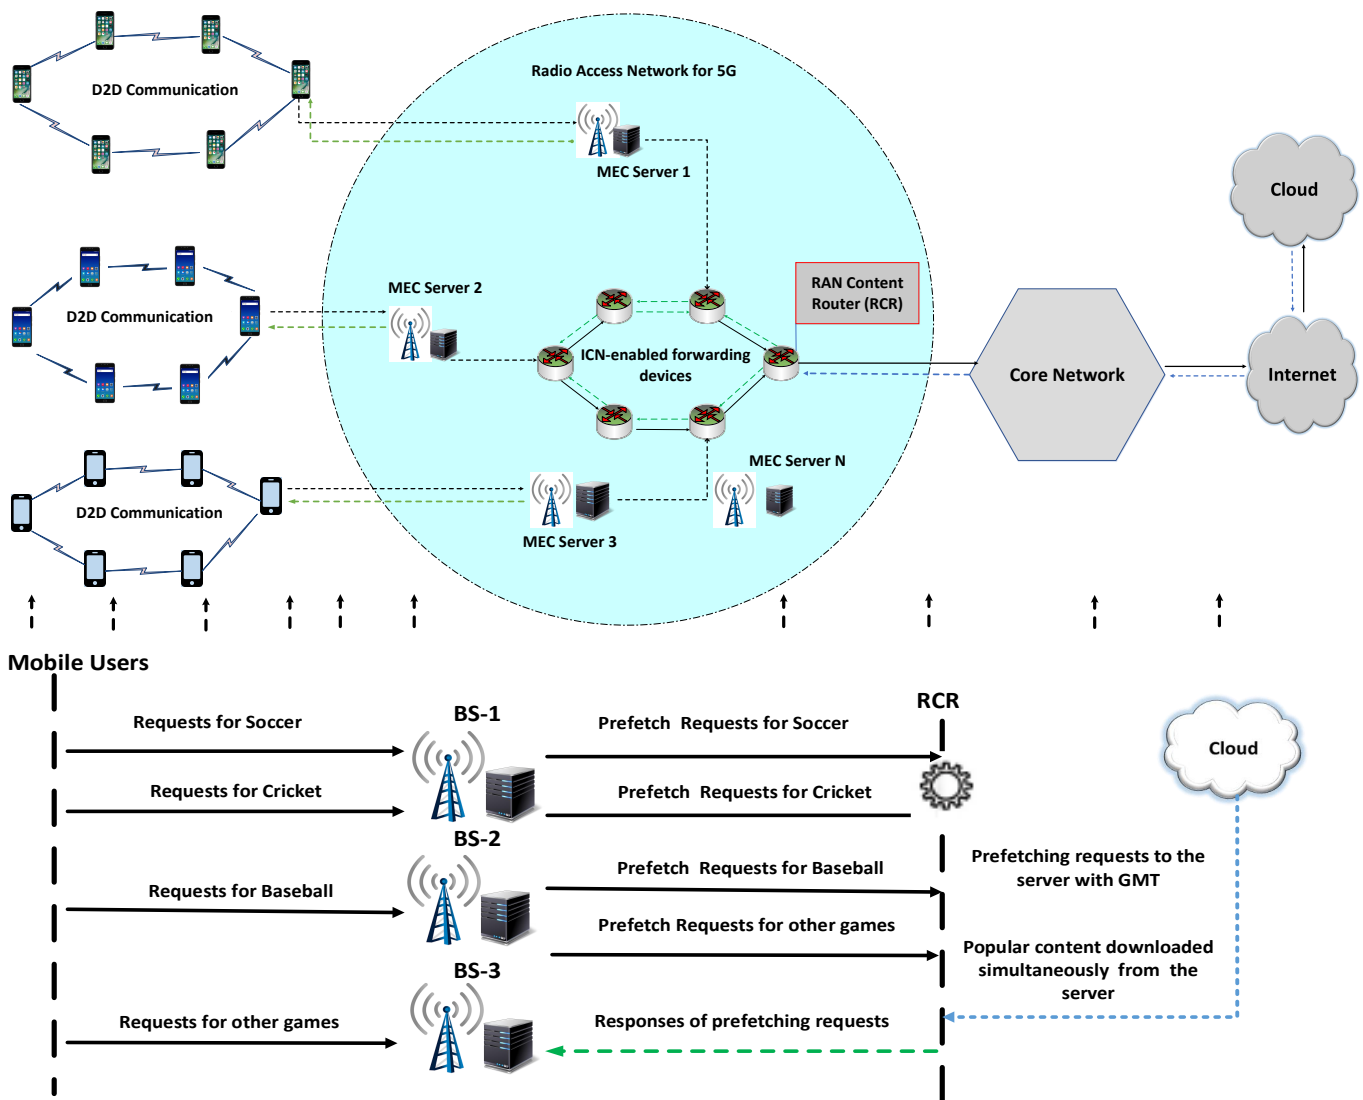 Radio Access Network for 5G
D2D Communication
MEC Server 1
Cloud
RAN Content
Router (RCR)
MEC Server 2
D2D Communication
ICN-enabled forwarding
devices
Core Network
Internet
MEC Server N
D2D Communication
MEC Server 3
Mobile Users
BS-1
RCR
Requests for Soccer
Prefetch Requests for Soccer
Cloud
Requests for Cricket
Prefetch Requests for Cricket
BS-2
Prefetching requests to the
server with GMT
Requests for Baseball
Prefetch Requests for Baseball
Prefetch Requests for other games
Popular content downloaded
simultaneously from the
server
BS-3
Requests for other games
Responses of prefetching requests